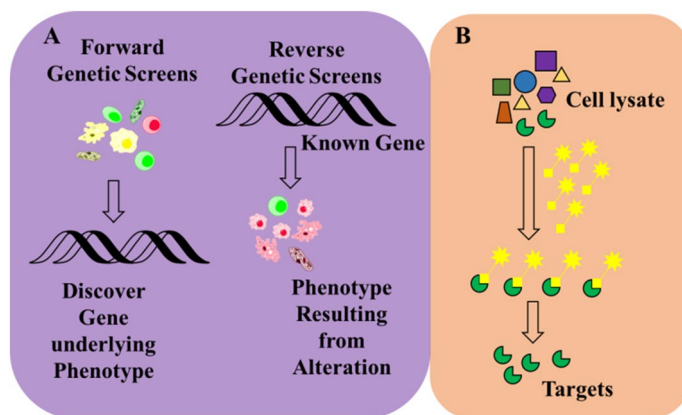 A
Forward
Genetic Screens
Discover
Gene
underlying
Phenotype
Reverse
Genetic Screens
Known Gene
Phenotype
Resulting
from
Alteration
B
Cell lysate
Targets